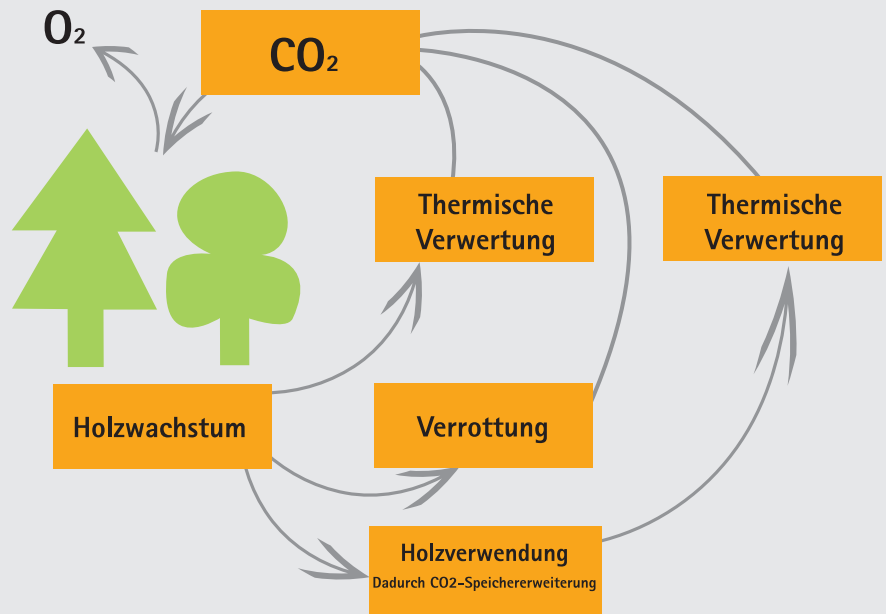 O₂
CO₂
Thermische
Verwertung
Thermische
Verwertung
Holzwachstum
Verrottung
Holzverwendung
Dadurch CO2-Speichererweiterung